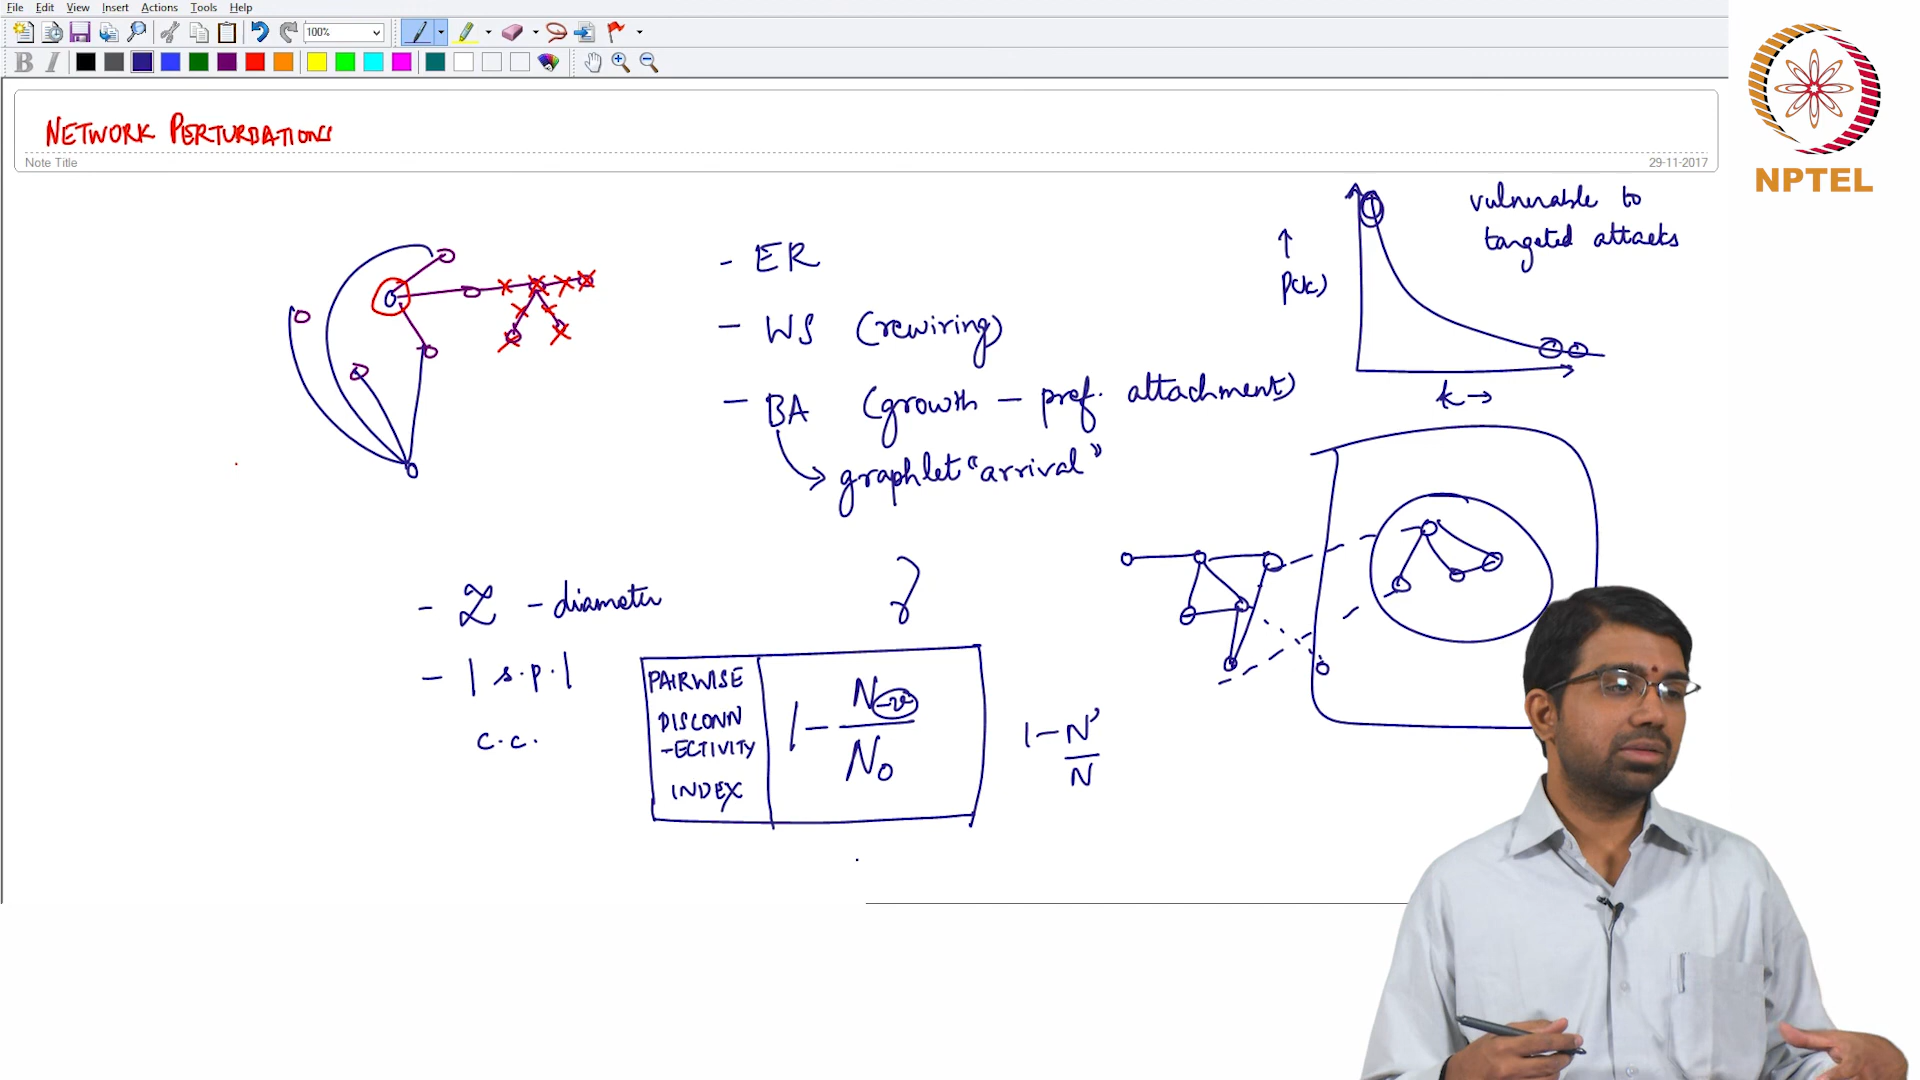 File Edit View Insert Actions Tools Help
100%
B I
NETWORK PERTURBATIONS
Note Title
29-11-2017
NPTEL
vulnerable to
targeted attacks
P(k)
k →
- ER
- WS (rewiring)
- BA (growth - pref. attachment)
graphlet "arrival"
- diameter
- | s.p. |
c.c.
PAIRWISE
DISCONN
-ECTIVITY
INDEX
1 - N-v / N0
1 - N' / N